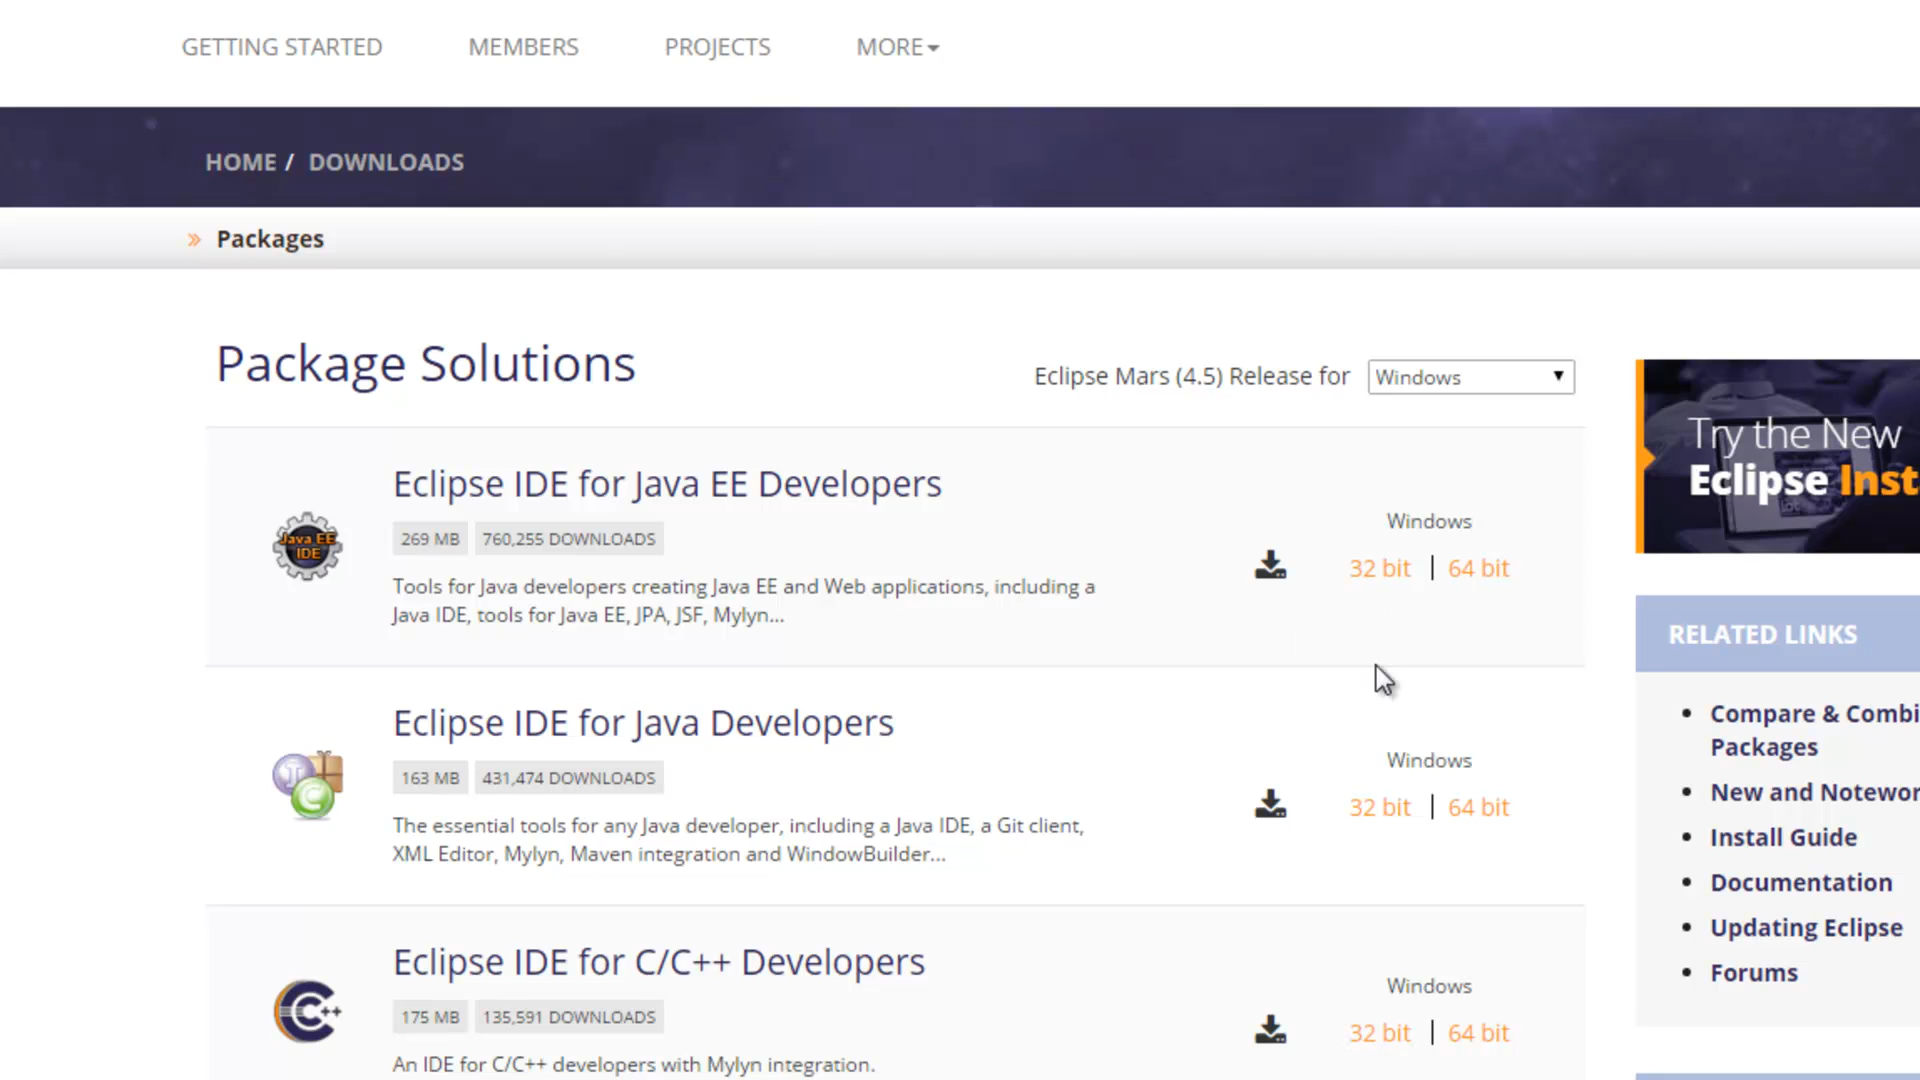 GETTING STARTED MEMBERS PROJECTS MORE
HOME / DOWNLOADS
» Packages
Package Solutions
Eclipse Mars (4.5) Release for Windows
Try the New
Eclipse Inst
Eclipse IDE for Java EE Developers
Java EE
IDE
269 MB 760,255 DOWNLOADS
Tools for Java developers creating Java EE and Web applications, including a
Java IDE, tools for Java EE, JPA, JSF, Mylyn...
Windows
32 bit | 64 bit
Eclipse IDE for Java Developers
J
C
163 MB 431,474 DOWNLOADS
The essential tools for any Java developer, including a Java IDE, a Git client,
XML Editor, Mylyn, Maven integration and WindowBuilder...
Windows
32 bit | 64 bit
Eclipse IDE for C/C++ Developers
C++
175 MB 135,591 DOWNLOADS
An IDE for C/C++ developers with Mylyn integration.
Windows
32 bit | 64 bit
RELATED LINKS
• Compare & Combi
Packages
• New and Notewor
• Install Guide
• Documentation
• Updating Eclipse
• Forums